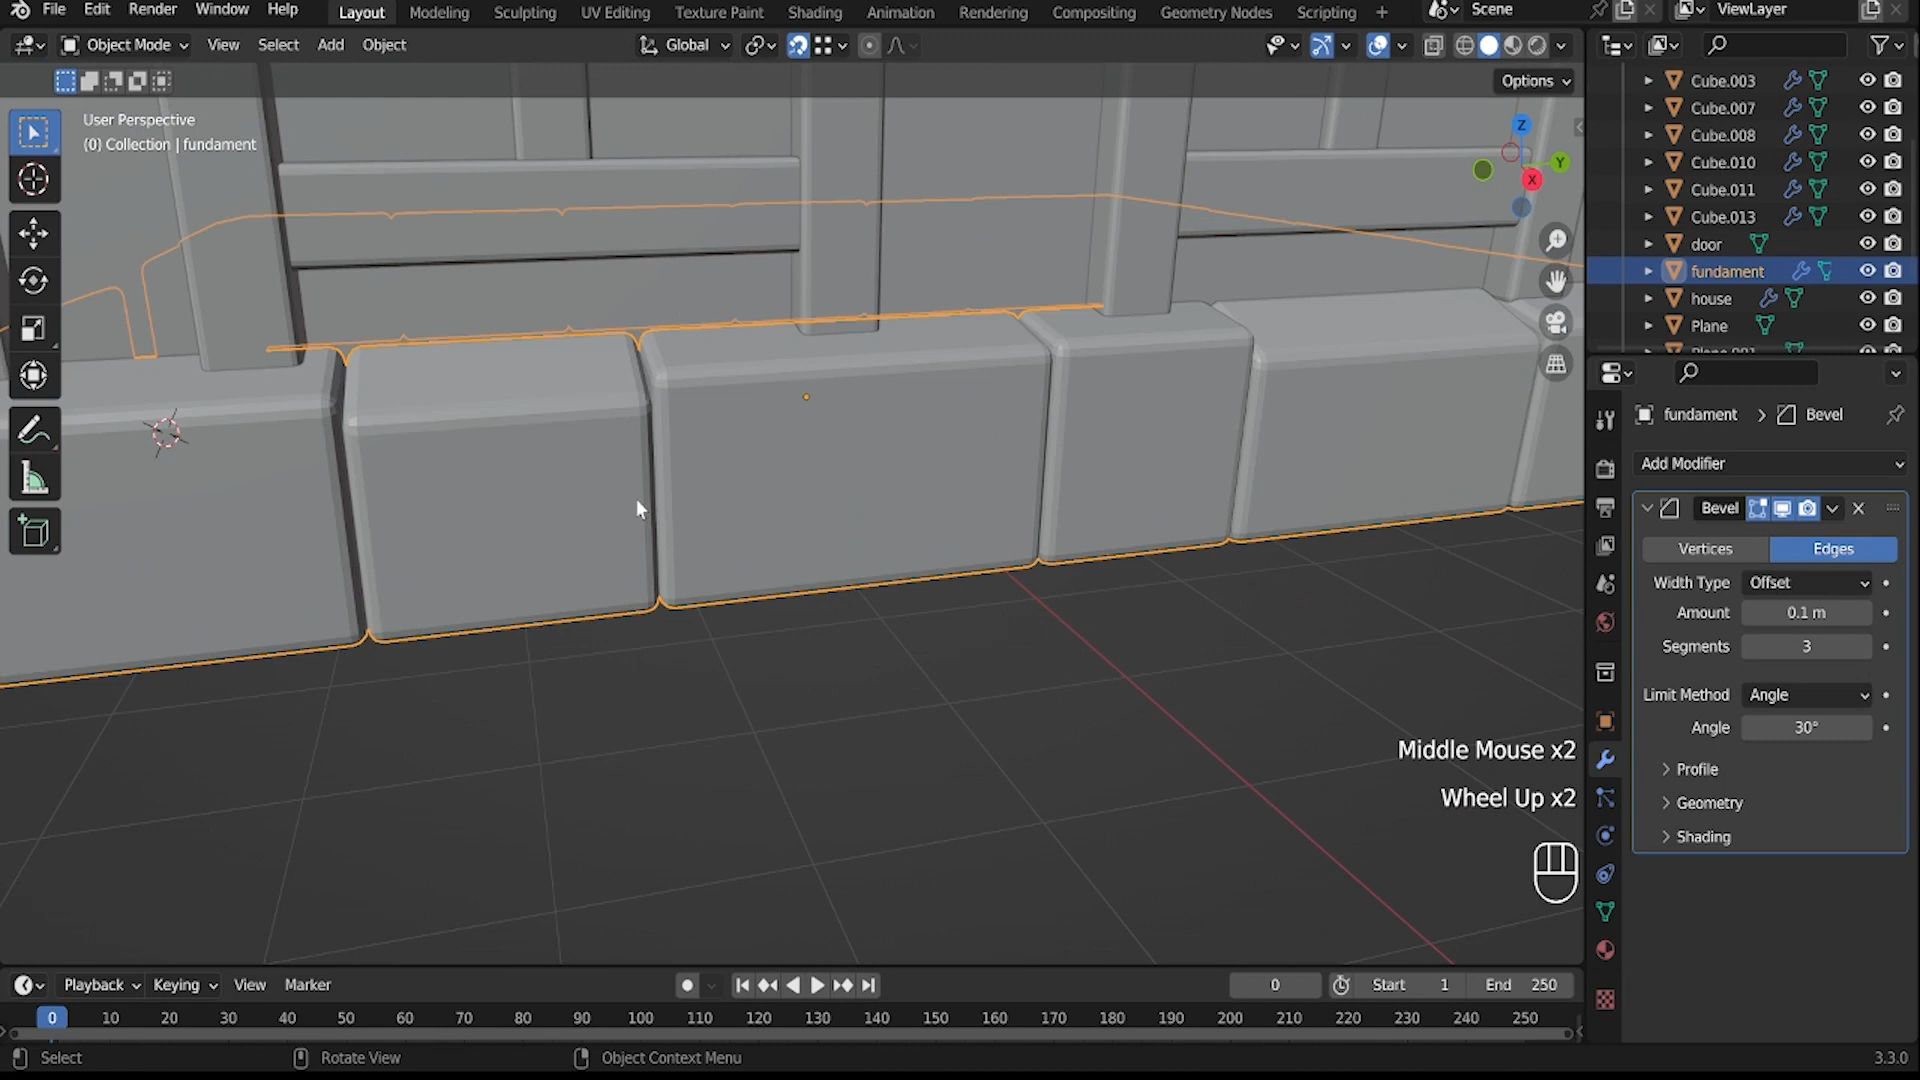 File Edit Render Window Help Layout Modeling Sculpting UV Editing Texture Paint Shading Animation Rendering Compositing Geometry Nodes Scripting + Scene ViewLayer
Object Mode View Select Add Object Global
Options
User Perspective
(0) Collection | fundament
Z
Y
X
Cube.003
Cube.007
Cube.008
Cube.010
Cube.011
Cube.013
door
fundament
house
Plane
Plane.001
fundament > Bevel
Add Modifier
Bevel
Vertices Edges
Width Type Offset
Amount 0.1 m
Segments 3
Limit Method Angle
Angle 30°
Profile
Geometry
Shading
Middle Mouse x2
Wheel Up x2
Playback Keying View Marker 0 Start 1 End 250
0 10 20 30 40 50 60 70 80 90 100 110 120 130 140 150 160 170 180 190 200 210 220 230 240 250
Select Rotate View Object Context Menu 3.3.0